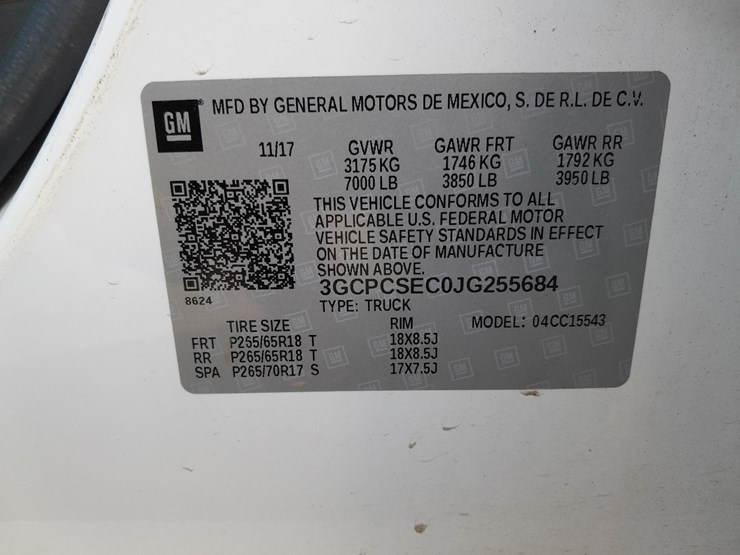 GM
MFD BY GENERAL MOTORS DE MEXICO, S. DE R.L. DE C.V.
11/17 GVWR GAWR FRT GAWR RR
3175 KG 1746 KG 1792 KG
7000 LB 3850 LB 3950 LB
THIS VEHICLE CONFORMS TO ALL
APPLICABLE U.S. FEDERAL MOTOR
VEHICLE SAFETY STANDARDS IN EFFECT
ON THE DATE OF MANUFACTURE
SHOWN ABOVE.
8624
3GCPCSEC0JG255684
TYPE: TRUCK
TIRE SIZE RIM MODEL: 04CC15543
FRT P265/65R18 T 18X8.5J
RR P265/65R18 T 18X8.5J
SPA P265/70R17 S 17X7.5J